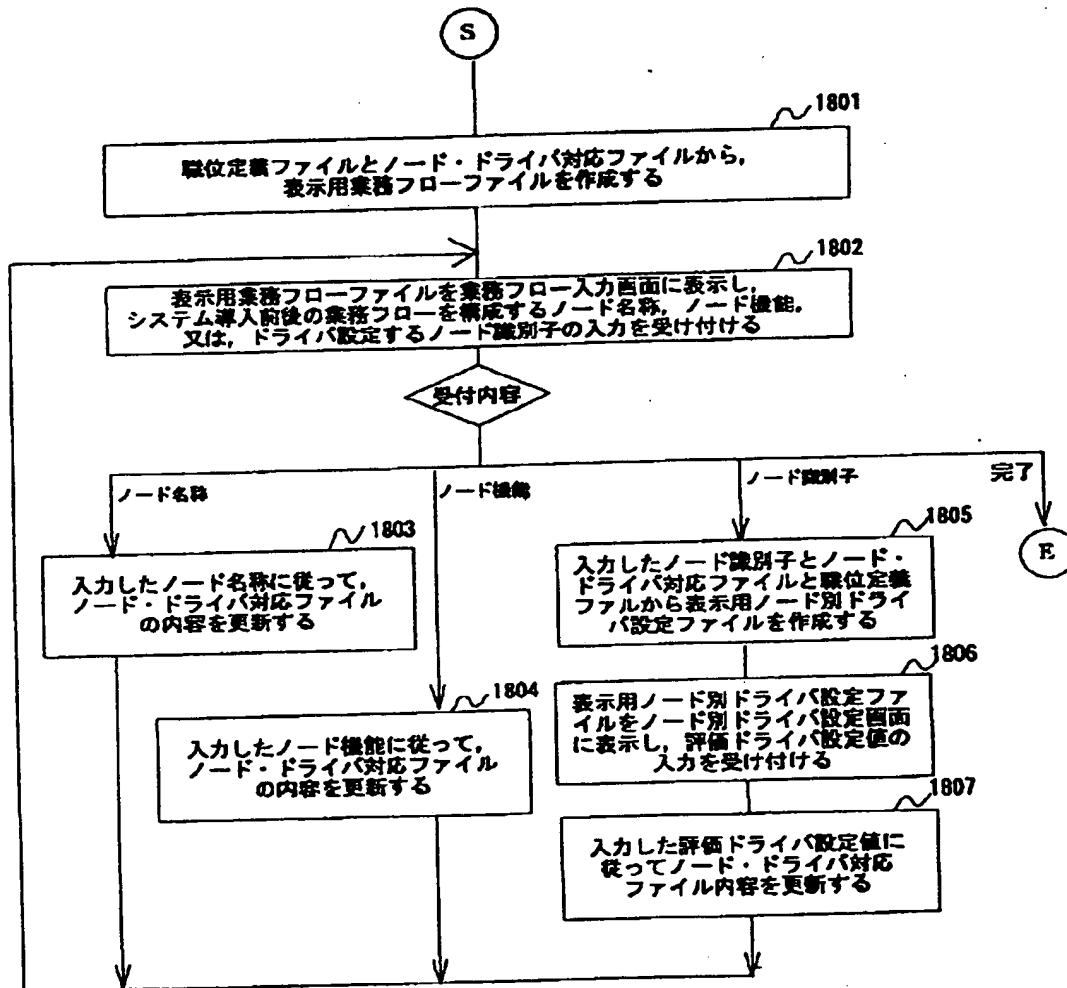 S
1801
職位定義ファイルとノード・ドライバ対応ファイルから，
表示用業務フローファイルを作成する
1802
表示用業務フローファイルを業務フロー入力画面に表示し，
システム導入前後の業務フローを構成するノード名称，ノード機能，
又は，ドライバ設定するノード識別子の入力を受け付ける
受付内容
ノード名称
ノード機能
ノード識別子
完了
E
1803
入力したノード名称に従って，
ノード・ドライバ対応ファイル
の内容を更新する
1804
入力したノード機能に従って，
ノード・ドライバ対応ファイル
の内容を更新する
1805
入力したノード識別子とノード・
ドライバ対応ファイルと職位定義
ファルから表示用ノード別ドライ
バ設定ファイルを作成する
1806
表示用ノード別ドライバ設定ファ
イルをノード別ドライバ設定画面
に表示し，評価ドライバ設定値の
入力を受け付ける
1807
入力した評価ドライバ設定値に
従ってノード・ドライバ対応
ファイル内容を更新する